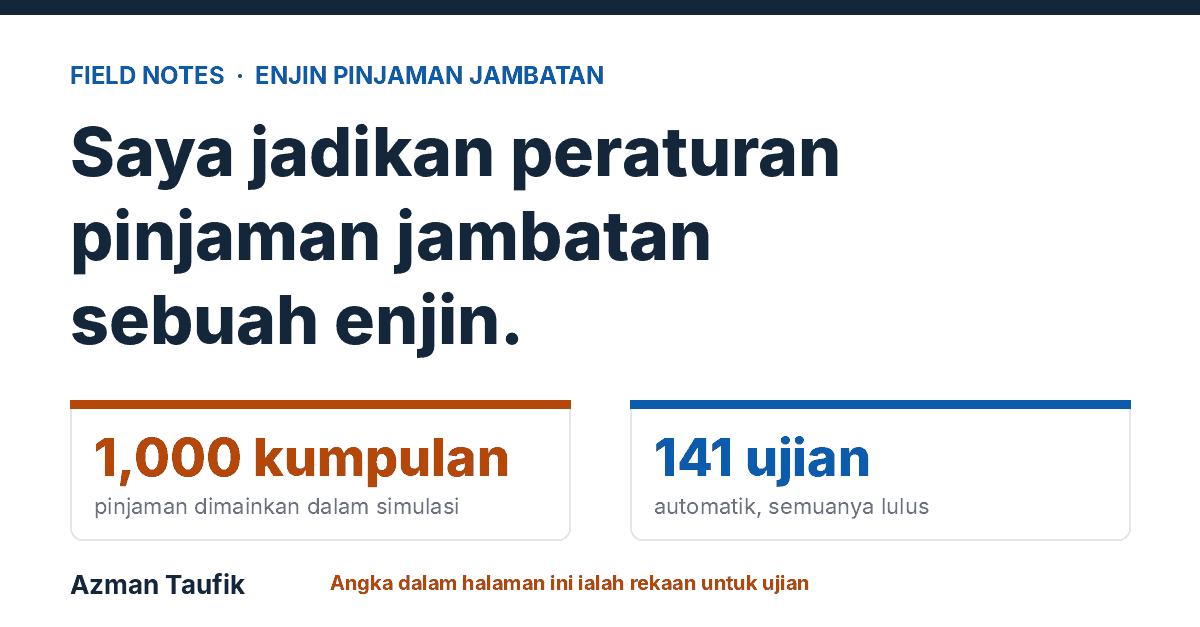 FIELD NOTES · ENJIN PINJAMAN JAMBATAN
Saya jadikan peraturan
pinjaman jambatan
sebuah enjin.
1,000 kumpulan
pinjaman dimainkan dalam simulasi
141 ujian
automatik, semuanya lulus
Azman Taufik
Angka dalam halaman ini ialah rekaan untuk ujian